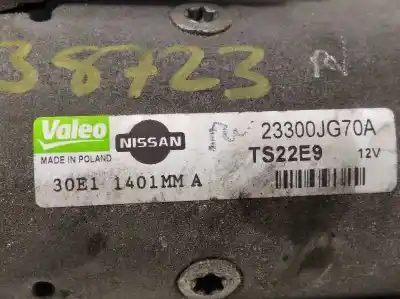 38723 N
Valeo NISSAN 23300JG70A
MADE IN POLAND TS22E9 12V
30E1 1401MM A